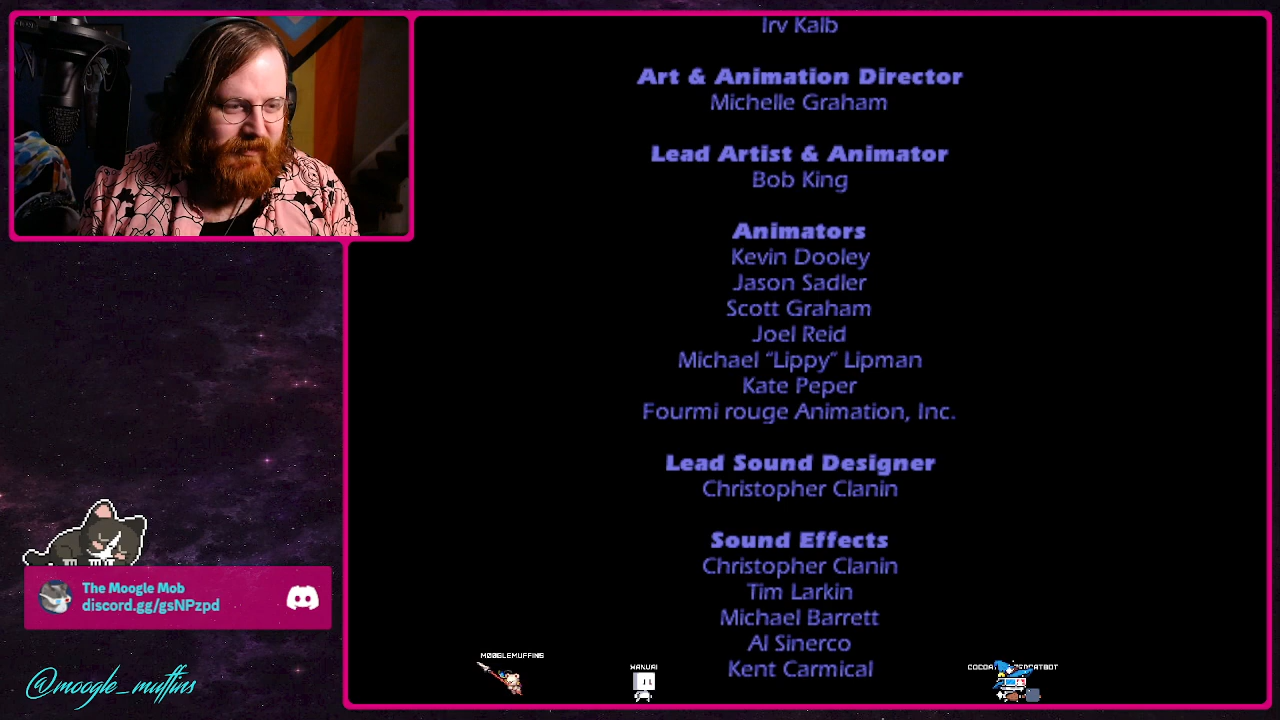 Irv Kalb
Art & Animation Director
Michelle Graham
Lead Artist & Animator
Bob King
Animators
Kevin Dooley
Jason Sadler
Scott Graham
Joel Reid
Michael “Lippy” Lipman
Kate Peper
Fourmi rouge Animation, Inc.
Lead Sound Designer
Christopher Clanin
Sound Effects
Christopher Clanin
Tim Larkin
Michael Barrett
Al Sinerco
Kent Carmical
The Moogle Mob
discord.gg/gsNPzpd
@moogle_muffins
M00GLEMUFFINS